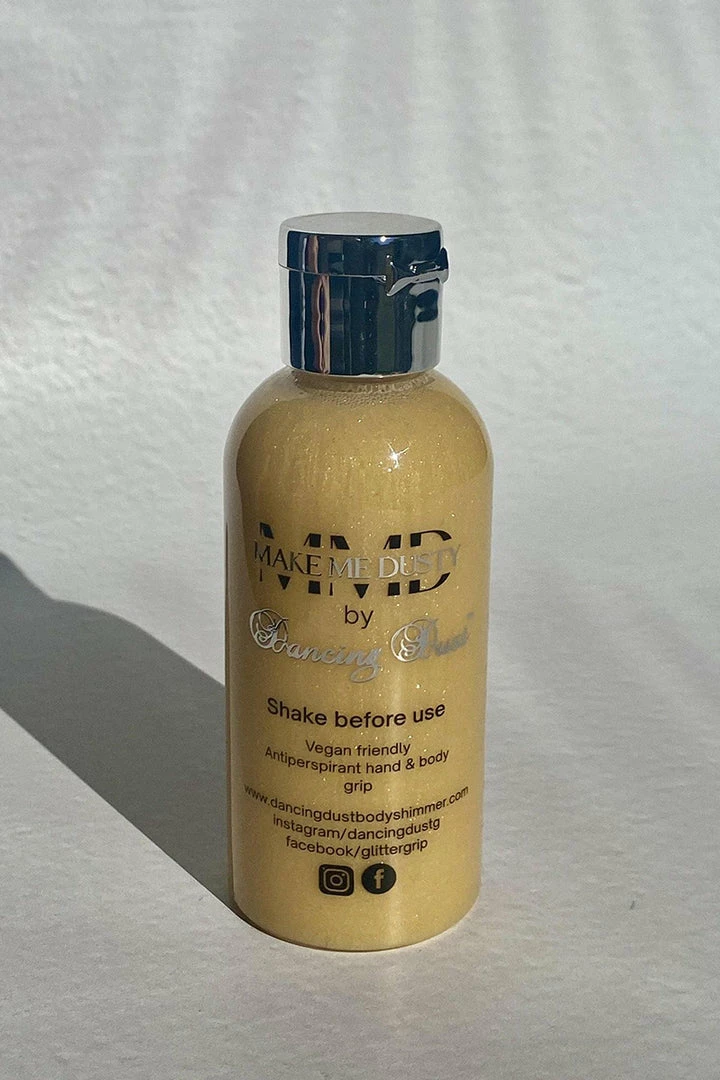 MMD
MAKE ME DUSTY
by
Dancing Dust™
Shake before use
Vegan friendly
Antiperspirant hand & body
grip
www.dancingdustbodyshimmer.com
instagram/dancingdustg
facebook/glittergrip